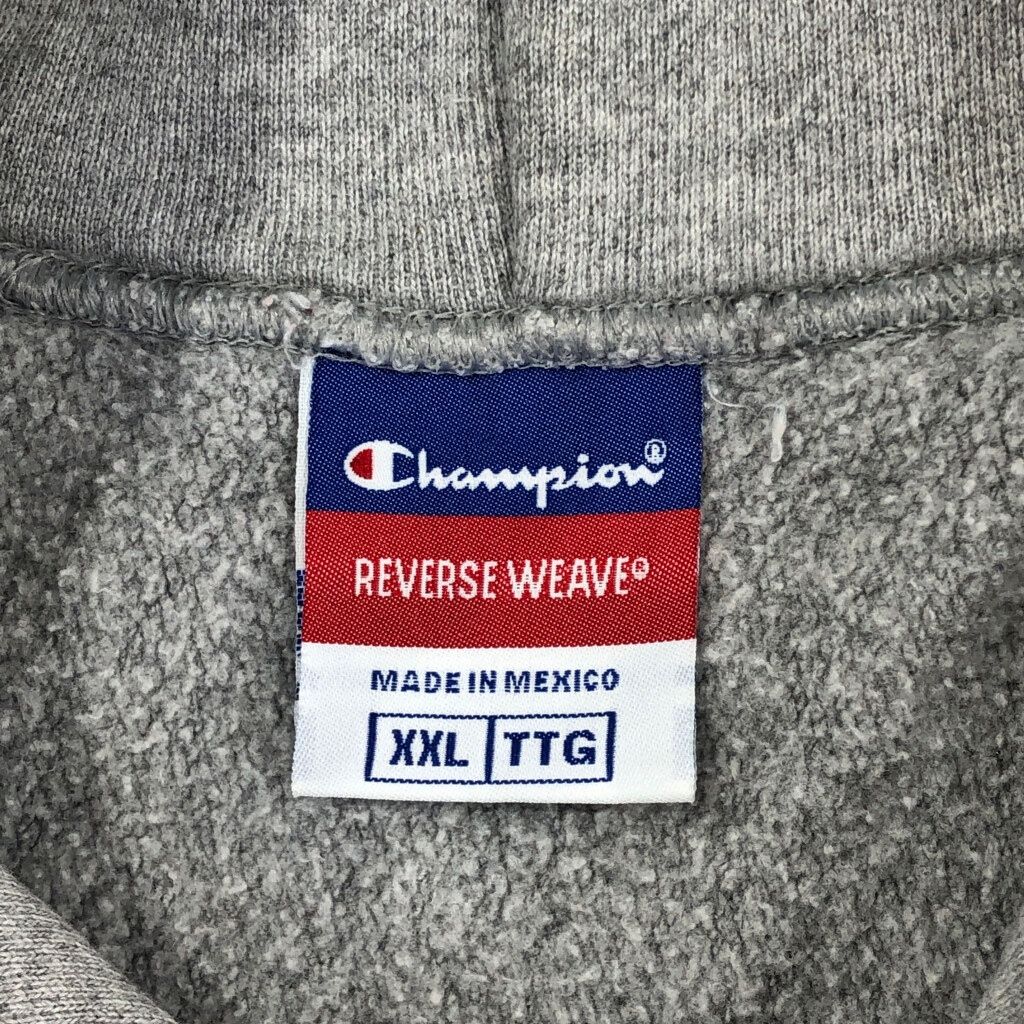 Champion®
REVERSE WEAVE®
MADE IN MEXICO
XXL TTG